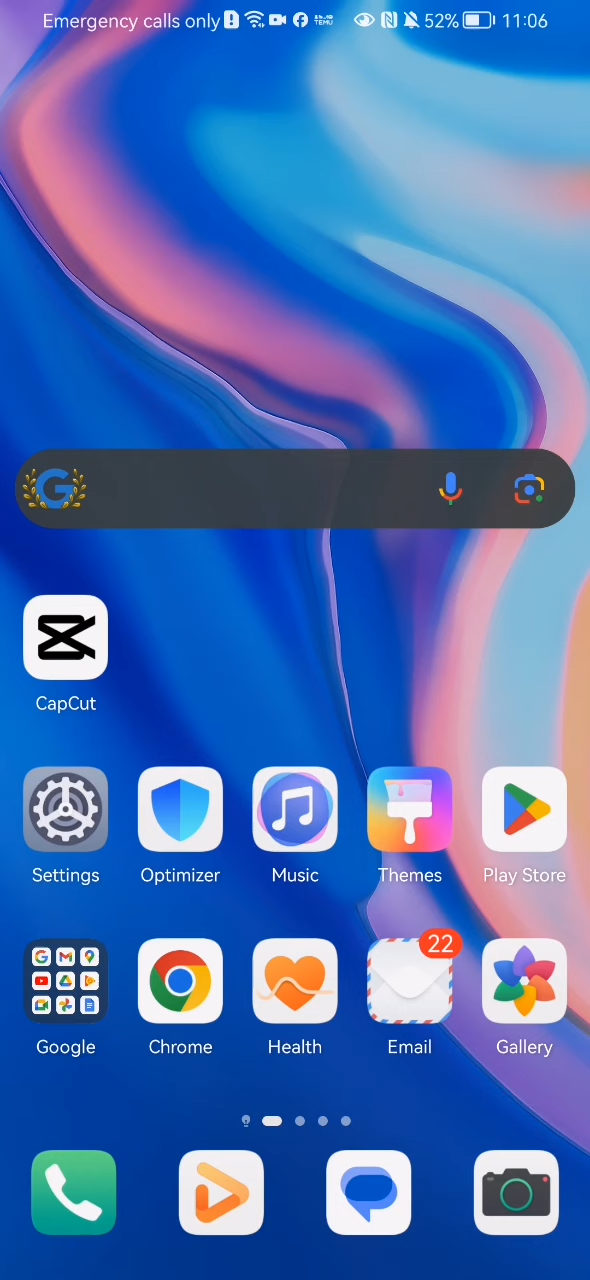 Emergency calls only TEMU 52% 11:06
CapCut
Settings Optimizer Music Themes Play Store
22
Google Chrome Health Email Gallery